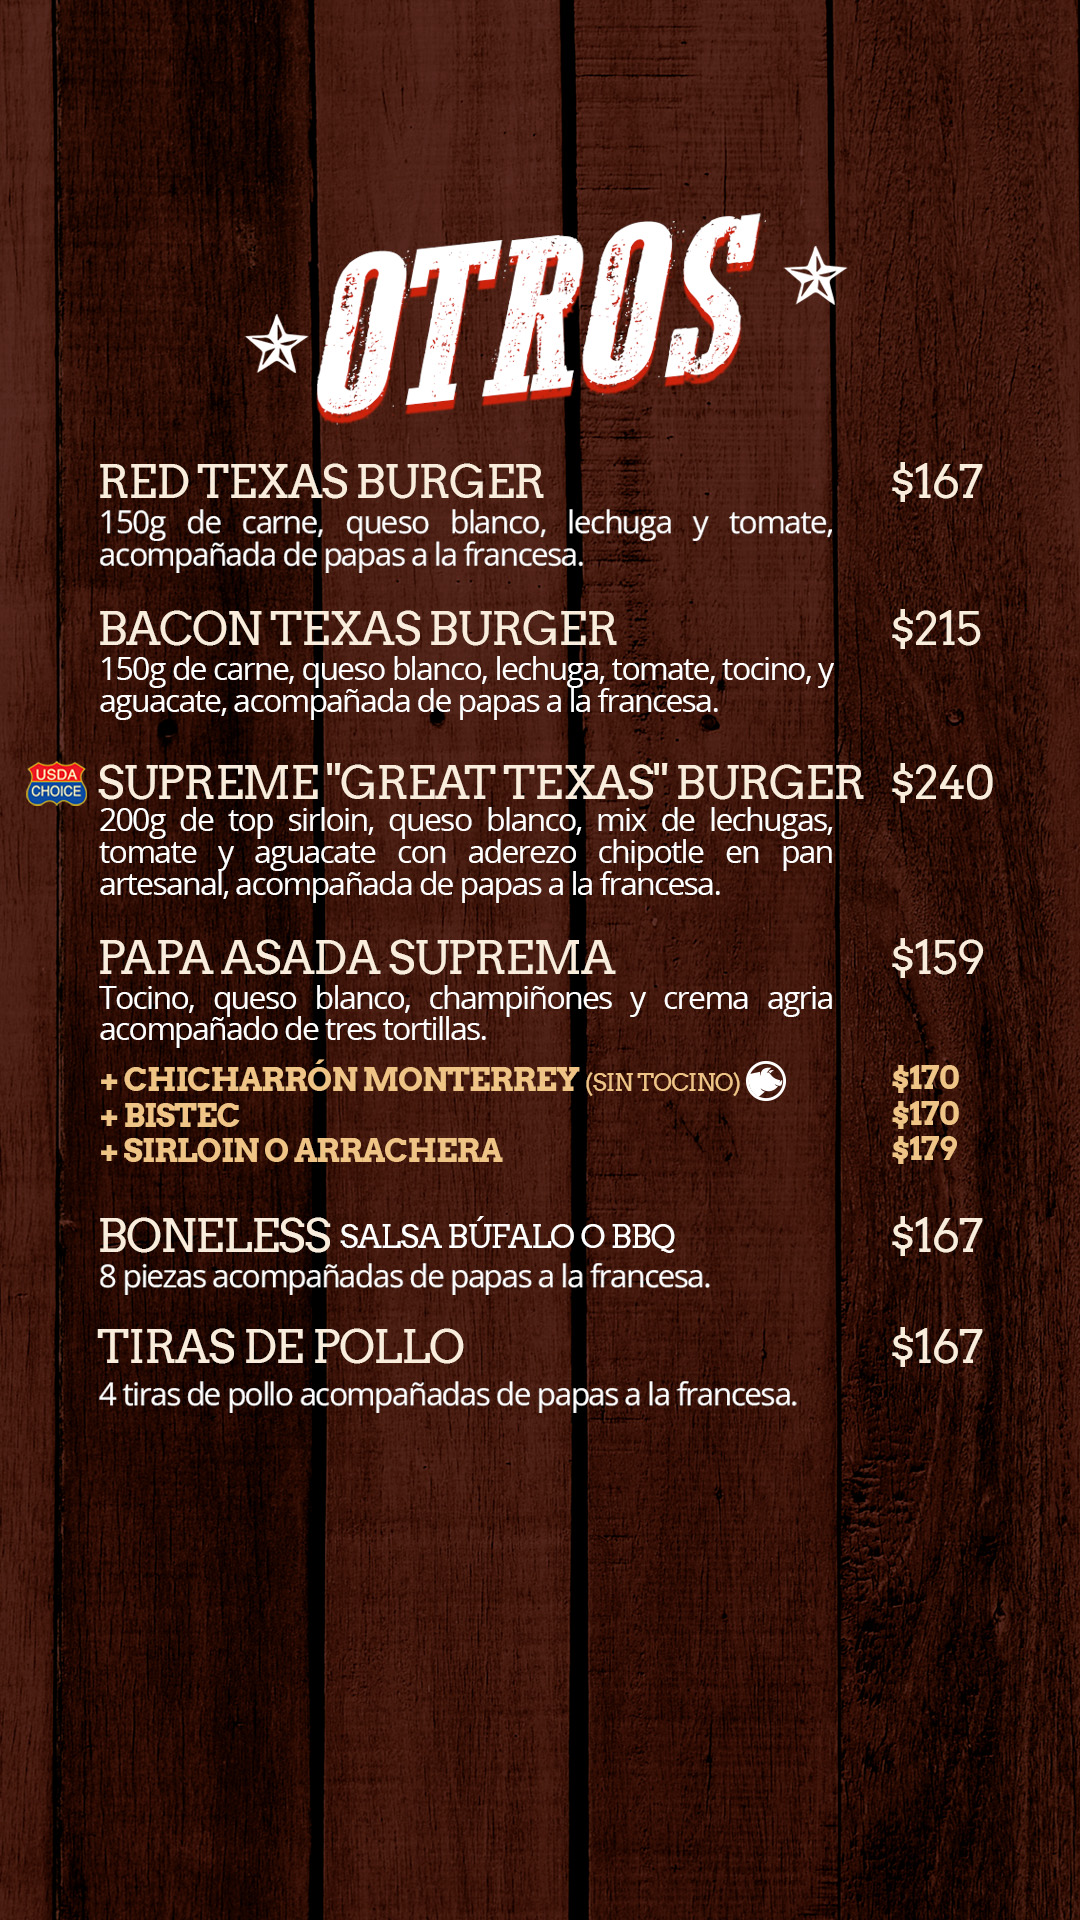 OTROS
RED TEXAS BURGER $167
150g de carne, queso blanco, lechuga y tomate,
acompañada de papas a la francesa.
BACON TEXAS BURGER $215
150g de carne, queso blanco, lechuga, tomate, tocino, y
aguacate, acompañada de papas a la francesa.
USDA
CHOICE
SUPREME "GREAT TEXAS" BURGER $240
200g de top sirloin, queso blanco, mix de lechugas,
tomate y aguacate con aderezo chipotle en pan
artesanal, acompañada de papas a la francesa.
PAPA ASADA SUPREMA $159
Tocino, queso blanco, champiñones y crema agria
acompañado de tres tortillas.
+ CHICHARRÓN MONTERREY (SIN TOCINO) $170
+ BISTEC $170
+ SIRLOIN O ARRACHERA $179
BONELESS SALSA BÚFALO O BBQ $167
8 piezas acompañadas de papas a la francesa.
TIRAS DE POLLO $167
4 tiras de pollo acompañadas de papas a la francesa.